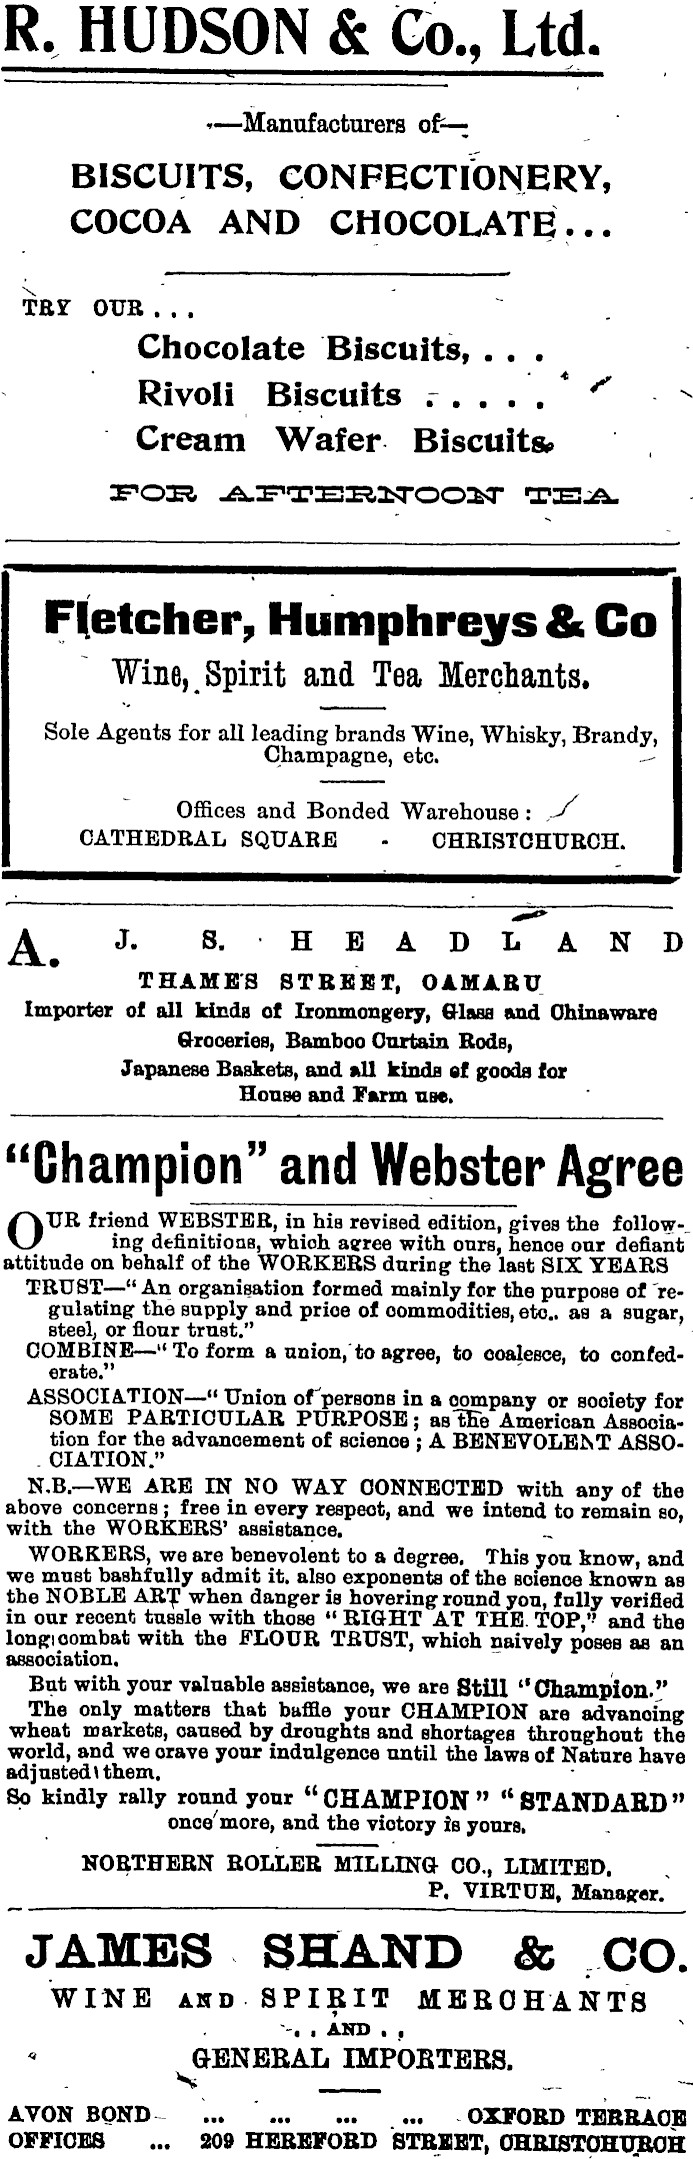 R. HUDSON & Co., Ltd.
—Manufacturers of—
BISCUITS, CONFECTIONERY,
COCOA AND CHOCOLATE...
TRY OUR...
Chocolate Biscuits, . . .
Rivoli Biscuits . . . . .
Cream Wafer Biscuits
FOR AFTERNOON TEA
Fletcher, Humphreys & Co
Wine, Spirit and Tea Merchants.
Sole Agents for all leading brands Wine, Whisky, Brandy,
Champagne, etc.
Offices and Bonded Warehouse:
CATHEDRAL SQUARE - CHRISTCHURCH.
A. J. S. HEADLAND
THAMES STREET, OAMARU
Importer of all kinds of Ironmongery, Glass and Chinaware
Groceries, Bamboo Curtain Rods,
Japanese Baskets, and all kinds of goods for
House and Farm use.
"Champion" and Webster Agree
OUR friend WEBSTER, in his revised edition, gives the follow-
ing definitions, which agree with ours, hence our defiant
attitude on behalf of the WORKERS during the last SIX YEARS
TRUST—"An organisation formed mainly for the purpose of re-
gulating the supply and price of commodities, etc., as a sugar,
steel, or flour trust."
COMBINE—"To form a union, to agree, to coalesce, to confed-
erate."
ASSOCIATION—"Union of persons in a company or society for
SOME PARTICULAR PURPOSE; as the American Associa-
tion for the advancement of science; A BENEVOLENT ASSO-
CIATION."
N.B.—WE ARE IN NO WAY CONNECTED with any of the
above concerns; free in every respect, and we intend to remain so,
with the WORKERS' assistance.
WORKERS, we are benevolent to a degree. This you know, and
we must bashfully admit it. also exponents of the science known as
the NOBLE ART when danger is hovering round you, fully verified
in our recent tussle with those "RIGHT AT THE TOP," and the
long combat with the FLOUR TRUST, which naively poses as an
association.
But with your valuable assistance, we are Still "Champion."
The only matters that baffle your CHAMPION are advancing
wheat markets, caused by droughts and shortages throughout the
world, and we crave your indulgence until the laws of Nature have
adjusted them.
So kindly rally round your "CHAMPION" "STANDARD"
once more, and the victory is yours.
NORTHERN ROLLER MILLING CO., LIMITED.
P. VIRTUE, Manager.
JAMES SHAND & CO.
WINE AND SPIRIT MERCHANTS
. . AND . .
GENERAL IMPORTERS.
AVON BOND ... ... ... ... OXFORD TERRACE
OFFICES ... 209 HEREFORD STREET, CHRISTCHURCH